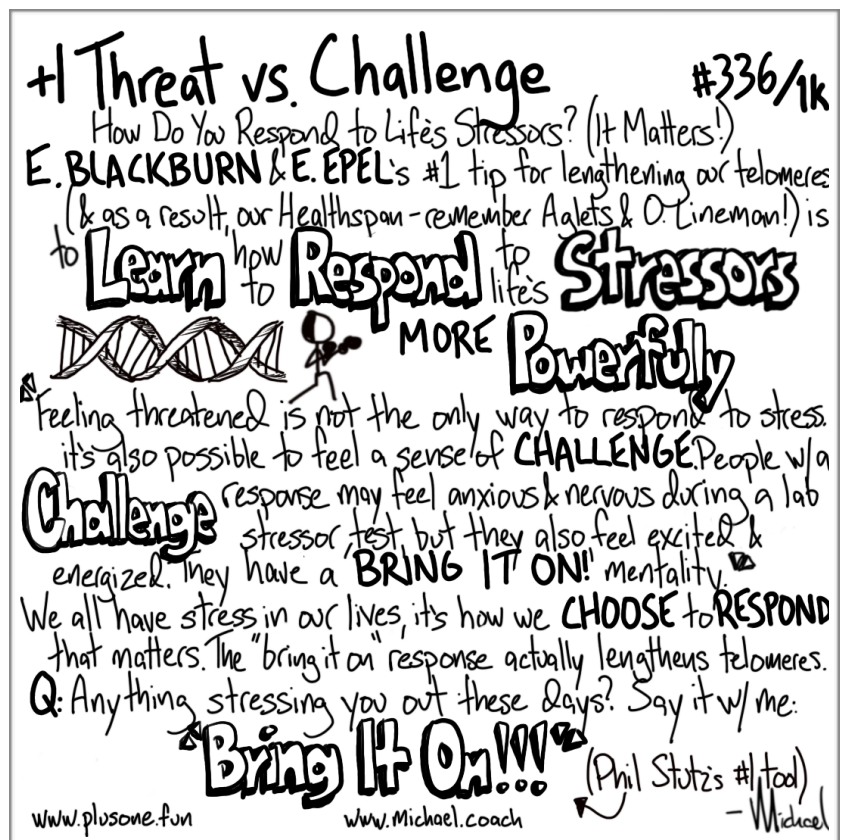 +1 Threat vs. Challenge #336/1k
How Do You Respond to Life's Stressors? (It Matters!)
E. BLACKBURN & E. EPEL's #1 tip for lengthening our telomeres
(& as a result, our Healthspan - remember Aglets & O. Lineman!) is
to Learn how to Respond to life's Stressors
MORE Powerfully
"Feeling threatened is not the only way to respond to stress.
it's also possible to feel a sense of CHALLENGE. People w/a
Challenge response may feel anxious & nervous during a lab
stressor test, but they also feel excited &
energized. They have a 'BRING IT ON!' mentality."
We all have stress in our lives, it's how we CHOOSE to RESPOND
that matters. The "bring it on" response actually lengthens telomeres.
Q: Anything stressing you out these days? Say it w/ me:
"Bring It On!!!"
(Phil Stutz's #1 tool)
- Michael
www.plusone.fun www.Michael.coach